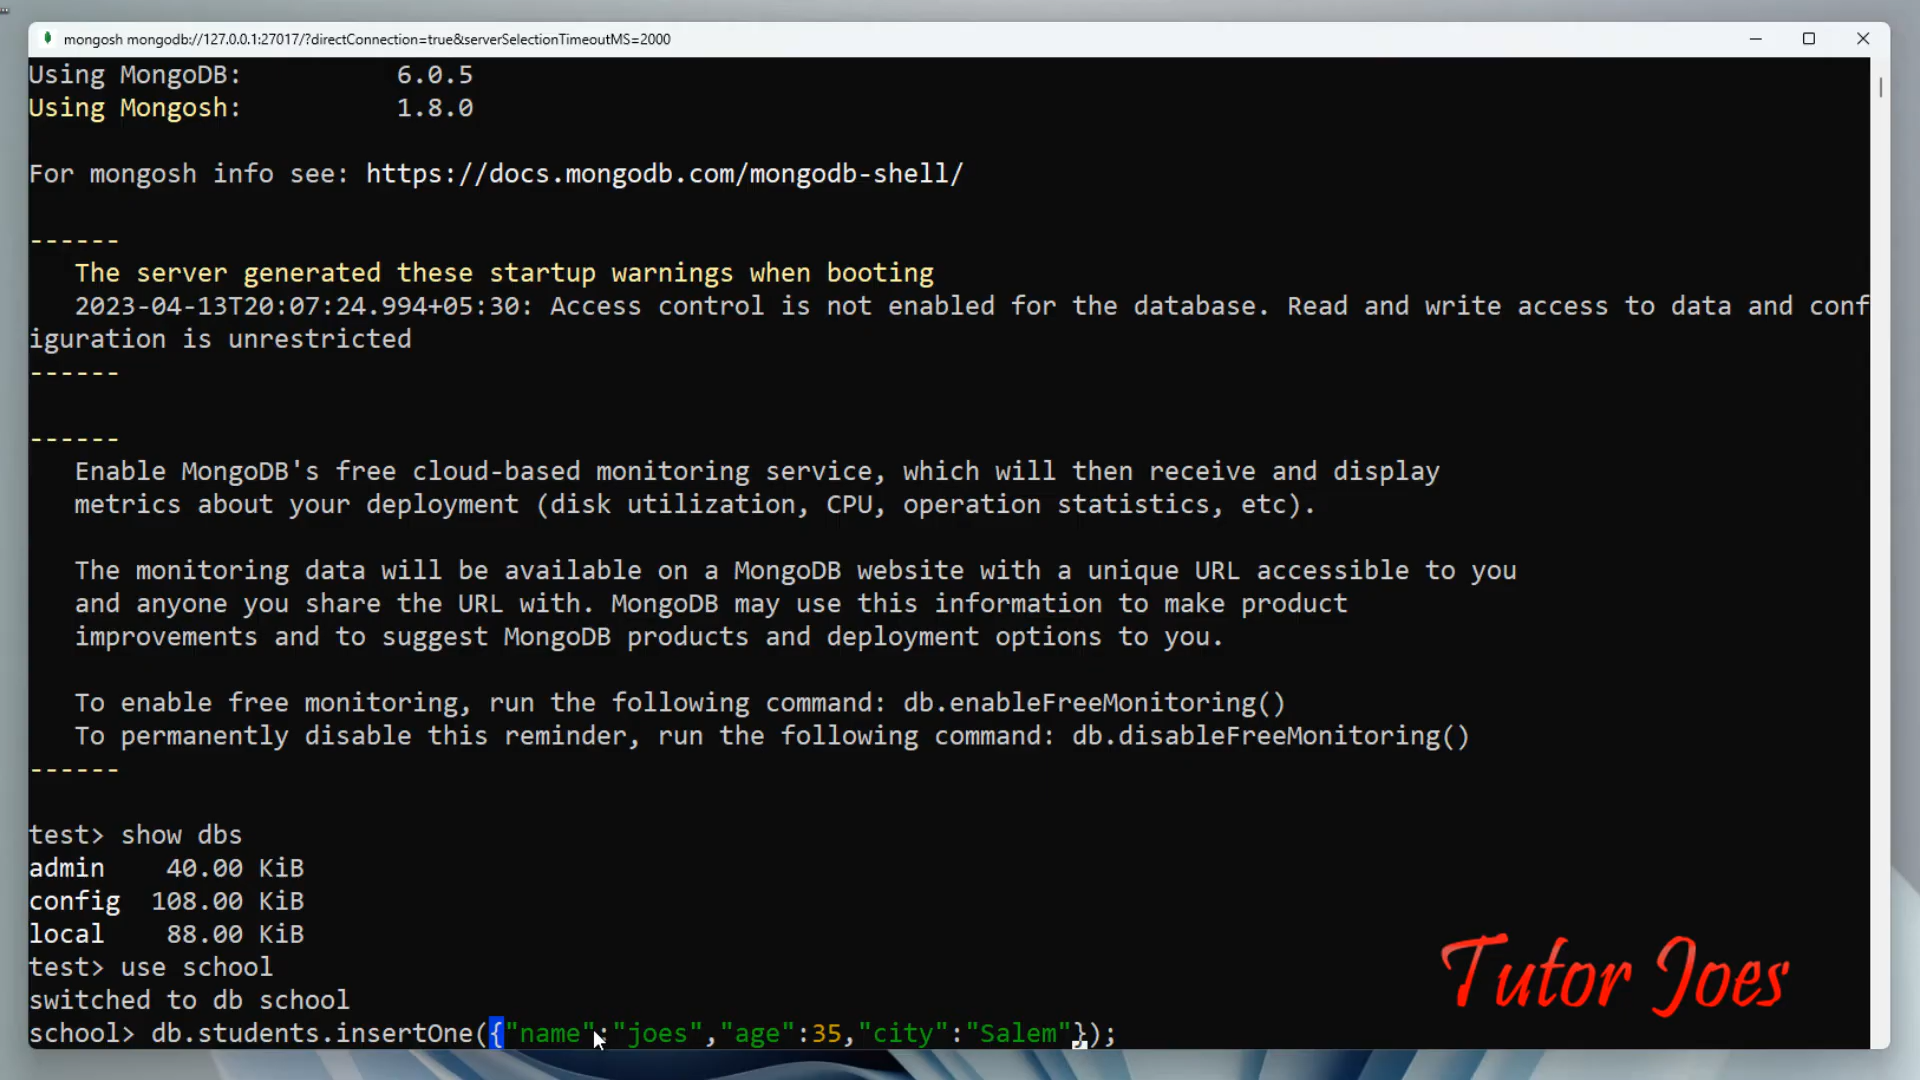 mongosh mongodb://127.0.0.1:27017/?directConnection=true&serverSelectionTimeoutMS=2000
Using MongoDB: 6.0.5
Using Mongosh: 1.8.0
For mongosh info see: https://docs.mongodb.com/mongodb-shell/
------
The server generated these startup warnings when booting
2023-04-13T20:07:24.994+05:30: Access control is not enabled for the database. Read and write access to data and conf
iguration is unrestricted
------
------
Enable MongoDB's free cloud-based monitoring service, which will then receive and display
metrics about your deployment (disk utilization, CPU, operation statistics, etc).
The monitoring data will be available on a MongoDB website with a unique URL accessible to you
and anyone you share the URL with. MongoDB may use this information to make product
improvements and to suggest MongoDB products and deployment options to you.
To enable free monitoring, run the following command: db.enableFreeMonitoring()
To permanently disable this reminder, run the following command: db.disableFreeMonitoring()
------
test> show dbs
admin 40.00 KiB
config 108.00 KiB
local 88.00 KiB
test> use school
switched to db school
school> db.students.insertOne({"name":"joes","age":35,"city":"Salem"});
Tutor Joes